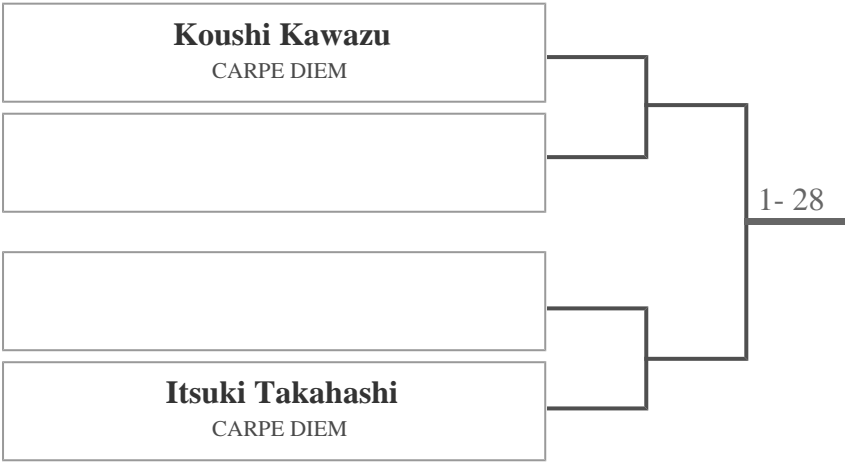 Koushi Kawazu
CARPE DIEM
1- 28
Itsuki Takahashi
CARPE DIEM